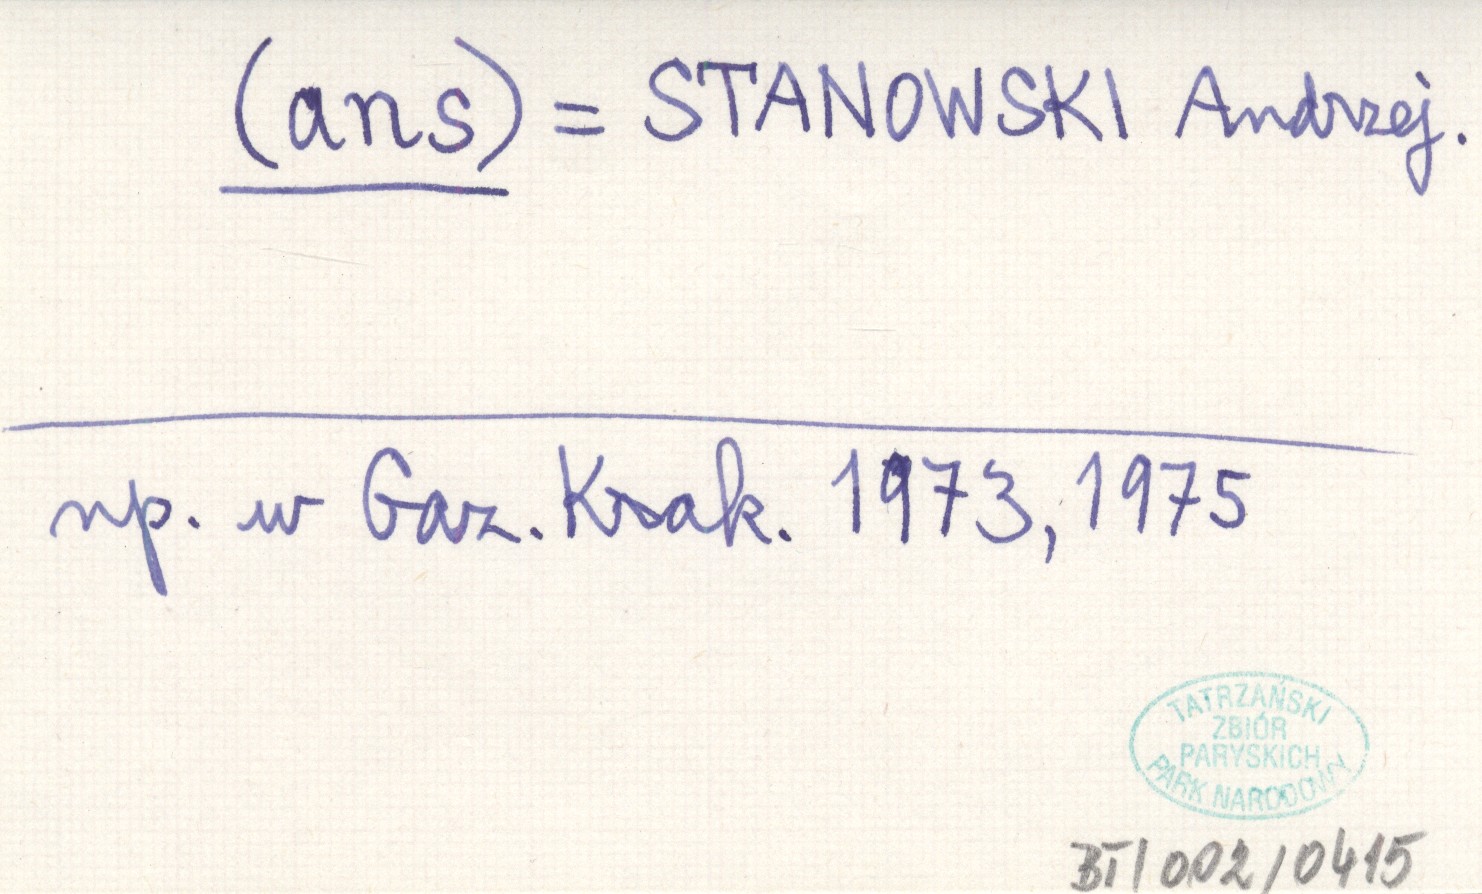 (ans) = STANOWSKI Andrzej.
np. w Gaz. Krak. 1973, 1975
TATRZAŃSKI
ZBIÓR
PARYSKICH
PARK NARODOWY
BT/002/0415